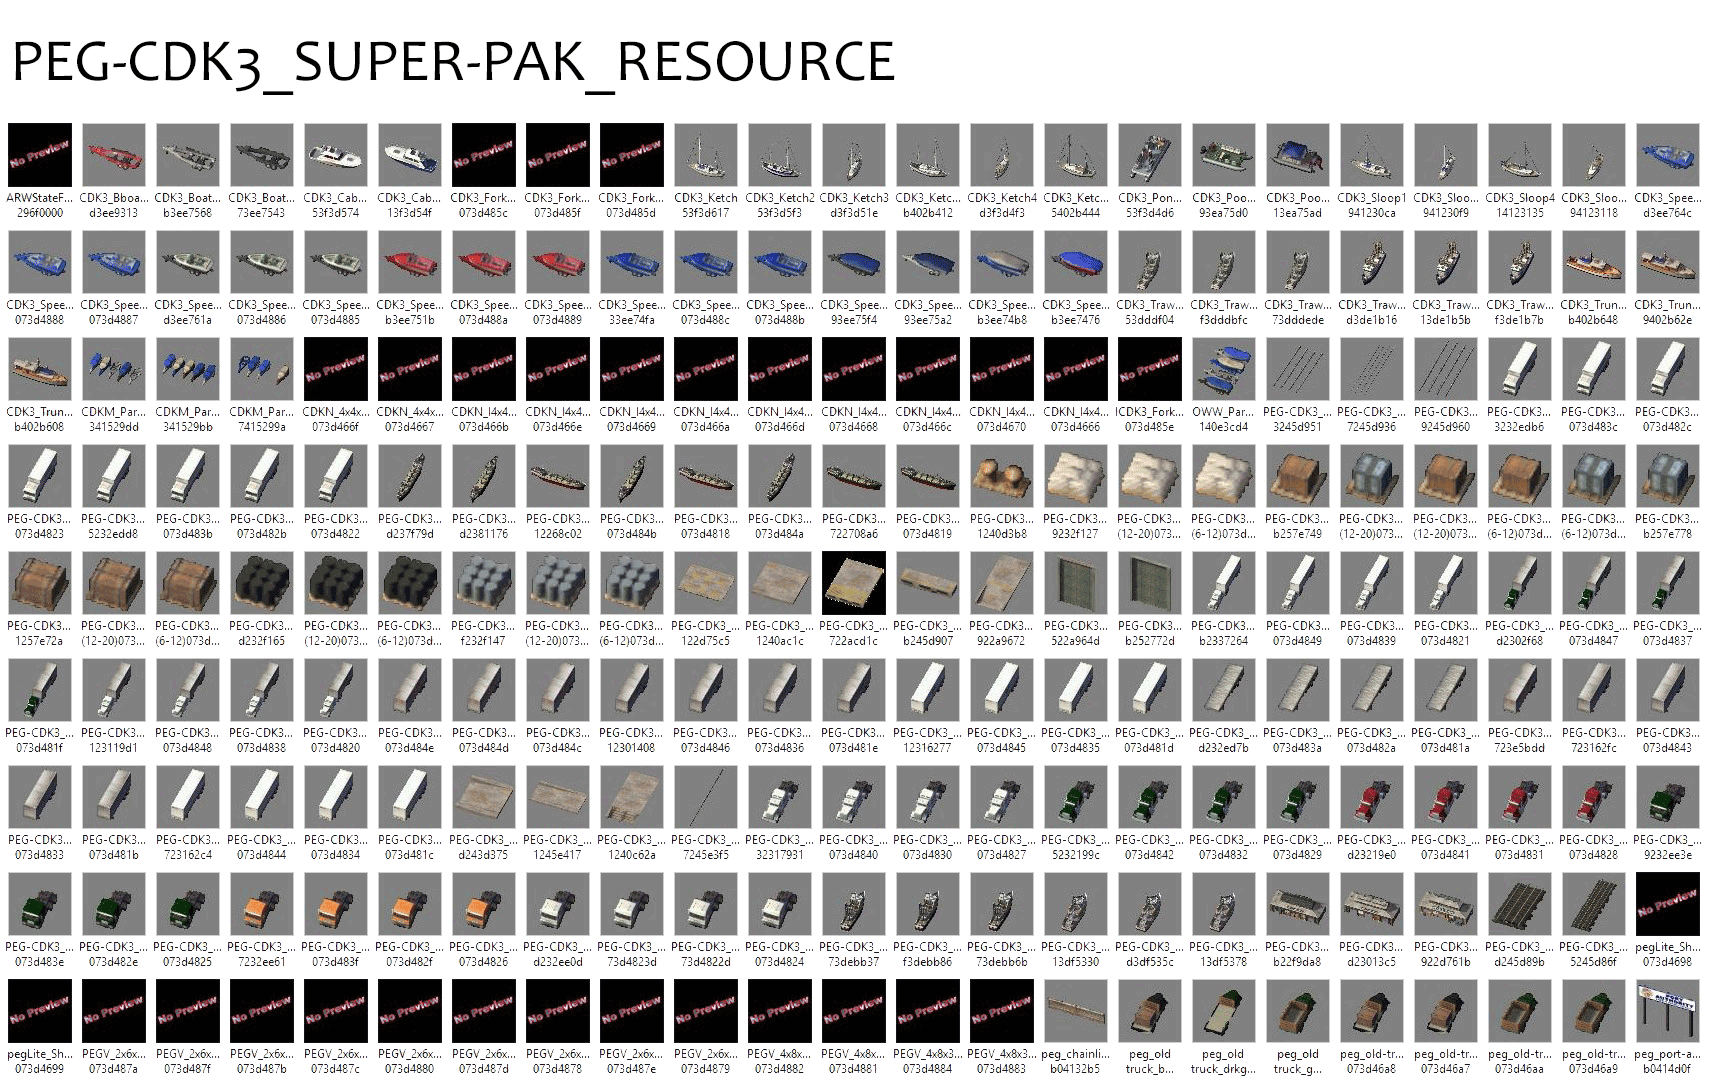 PEG-CDK3_SUPER-PAK_RESOURCE
No Preview No Preview No Preview No Preview
ARWStateF... CDK3_Bboa... CDK3_Boat... CDK3_Boat... CDK3_Cab... CDK3_Cab... CDK3_Fork... CDK3_Fork... CDK3_Fork... CDK3_Ketch CDK3_Ketch2 CDK3_Ketch3 CDK3_Ketc... CDK3_Ketch4 CDK3_Ketc... CDK3_Pon... CDK3_Poo... CDK3_Poo... CDK3_Sloop1 CDK3_Sloo... CDK3_Sloop4 CDK3_Sloo... CDK3_Spee...
296f0000 d3ee9313 b3ee7568 73ee7543 53f3d574 13f3d54f 073d485c 073d485f 073d485d 53f3d617 53f3d5f3 d3f3d51e b402b412 d3f3d4f3 5402b444 53f3d4d6 93ea75d0 13ea75ad 941230ca 941230f9 14123135 94123118 d3ee764c
CDK3_Spee... CDK3_Spee... CDK3_Spee... CDK3_Spee... CDK3_Spee... CDK3_Spee... CDK3_Spee... CDK3_Spee... CDK3_Spee... CDK3_Spee... CDK3_Spee... CDK3_Spee... CDK3_Spee... CDK3_Spee... CDK3_Spee... CDK3_Traw... CDK3_Traw... CDK3_Traw... CDK3_Traw... CDK3_Traw... CDK3_Traw... CDK3_Trun... CDK3_Trun...
073d4888 073d4887 d3ee761a 073d4886 073d4885 b3ee751b 073d488a 073d4889 33ee74fa 073d488c 073d488b 93ee75f4 93ee75a2 b3ee74b8 b3ee7476 53dddf04 f3dddbfc 73dddede d3de1b16 13de1b5b f3de1b7b b402b648 9402b62e
No Preview No Preview No Preview No Preview No Preview No Preview No Preview No Preview No Preview No Preview No Preview No Preview
CDK3_Trun... CDKM_Par... CDKM_Par... CDKM_Par... CDKN_4x4x... CDKN_4x4x... CDKN_I4x4... CDKN_I4x4... CDKN_I4x4... CDKN_I4x4... CDKN_I4x4... CDKN_I4x4... CDKN_I4x4... CDKN_I4x4... CDKN_I4x4... ICDK3_Fork... OWW_Par... PEG-CDK3_... PEG-CDK3_... PEG-CDK3_... PEG-CDK3... PEG-CDK3... PEG-CDK3...
b402b608 341529dd 341529bb 7415299a 073d466f 073d4667 073d466b 073d466e 073d4669 073d466a 073d466d 073d4668 073d466c 073d4670 073d4666 073d485e 140e3cd4 3245d951 7245d936 9245d960 3232edb6 073d483c 073d482c
PEG-CDK3... PEG-CDK3... PEG-CDK3... PEG-CDK3... PEG-CDK3... PEG-CDK3... PEG-CDK3... PEG-CDK3... PEG-CDK3... PEG-CDK3... PEG-CDK3... PEG-CDK3... PEG-CDK3... PEG-CDK3... PEG-CDK3... PEG-CDK3... PEG-CDK3... PEG-CDK3... PEG-CDK3... PEG-CDK3... PEG-CDK3... PEG-CDK3... PEG-CDK3...
073d4823 5232edd8 073d483b 073d482b 073d4822 d237f79d d2381176 12268c02 073d484b 073d4818 073d484a 722708a6 073d4819 1240d3b8 9232f127 (12-20)073d... (6-12)073d... b257e749 (12-20)073d... (12-20)073d... (6-12)073d... (6-12)073d... b257e778
PEG-CDK3... PEG-CDK3... PEG-CDK3... PEG-CDK3... PEG-CDK3... PEG-CDK3... PEG-CDK3... PEG-CDK3... PEG-CDK3... PEG-CDK3_... PEG-CDK3... PEG-CDK3_... PEG-CDK3_... PEG-CDK3_... PEG-CDK3... PEG-CDK3... PEG-CDK3... PEG-CDK3... PEG-CDK3... PEG-CDK3... PEG-CDK3_... PEG-CDK3_... PEG-CDK3_...
1257e72a (12-20)073... (6-12)073d... d232f165 (12-20)073... (6-12)073d... f232f147 (12-20)073... (6-12)073d... 122d75c5 1240ac1c 722acd1c b245d907 922a9672 522a964d b252772d b2337264 073d4849 073d4839 073d4821 d2302f68 073d4847 073d4837
PEG-CDK3_... PEG-CDK3... PEG-CDK3... PEG-CDK3... PEG-CDK3... PEG-CDK3... PEG-CDK3... PEG-CDK3... PEG-CDK3... PEG-CDK3... PEG-CDK3... PEG-CDK3... PEG-CDK3... PEG-CDK3... PEG-CDK3... PEG-CDK3... PEG-CDK3_... PEG-CDK3_... PEG-CDK3_... PEG-CDK3_... PEG-CDK3... PEG-CDK3... PEG-CDK3...
073d481f 123119d1 073d4848 073d4838 073d4820 073d484e 073d484d 073d484c 12301408 073d4846 073d4836 073d481e 12316277 073d4845 073d4835 073d481d d232ed7b 073d483a 073d482a 073d481a 723e5bdd 723162fc 073d4843
PEG-CDK3... PEG-CDK3... PEG-CDK3... PEG-CDK3... PEG-CDK3... PEG-CDK3... PEG-CDK3_... PEG-CDK3_... PEG-CDK3_... PEG-CDK3_... PEG-CDK3_... PEG-CDK3_... PEG-CDK3_... PEG-CDK3_... PEG-CDK3_... PEG-CDK3_... PEG-CDK3_... PEG-CDK3_... PEG-CDK3_... PEG-CDK3_... PEG-CDK3_... PEG-CDK3_... PEG-CDK3_...
073d4833 073d481b 723162c4 073d4844 073d4834 073d481c d243d375 1245e417 1240c62a 7245e3f5 32317931 073d4840 073d4830 073d4827 5232199c 073d4842 073d4832 073d4829 d23219e0 073d4841 073d4831 073d4828 9232ee3e
No Preview
PEG-CDK3_... PEG-CDK3_... PEG-CDK3_... PEG-CDK3_... PEG-CDK3_... PEG-CDK3_... PEG-CDK3_... PEG-CDK3_... PEG-CDK3_... PEG-CDK3_... PEG-CDK3_... PEG-CDK3_... PEG-CDK3_... PEG-CDK3_... PEG-CDK3_... PEG-CDK3_... PEG-CDK3_... PEG-CDK3... PEG-CDK3... PEG-CDK3... PEG-CDK3_... PEG-CDK3_... pegLite_Sh...
073d483e 073d482e 073d4825 7232ee61 073d483f 073d482f 073d4826 d232ee0d 73d4823d 73d4822d 073d4824 73debb37 f3debb86 73debb6b 13df5330 d3df535c 13df5378 b22f9da8 d23013c5 922d761b d245d89b 5245d86f 073d4698
No Preview No Preview No Preview No Preview No Preview No Preview No Preview No Preview No Preview No Preview No Preview No Preview No Preview No Preview PORT AUTHORITY
pegLite_Sh... PEGV_2x6x... PEGV_2x6x... PEGV_2x6x... PEGV_2x6x... PEGV_2x6x... PEGV_2x6x... PEGV_2x6x... PEGV_2x6x... PEGV_2x6x... PEGV_4x8x... PEGV_4x8x... PEGV_4x8x3... PEGV_4x8x3... peg_chainli... peg_old peg_old peg_old peg_old-tr... peg_old-tr... peg_old-tr... peg_old-tr... peg_port-a...
073d4699 073d487a 073d487f 073d487b 073d487c 073d4880 073d487d 073d4878 073d487e 073d4879 073d4882 073d4881 073d4884 073d4883 b04132b5 truck_b... truck_drkg... truck_g... 073d46a8 073d46a7 073d46aa 073d46a9 b0414d0f